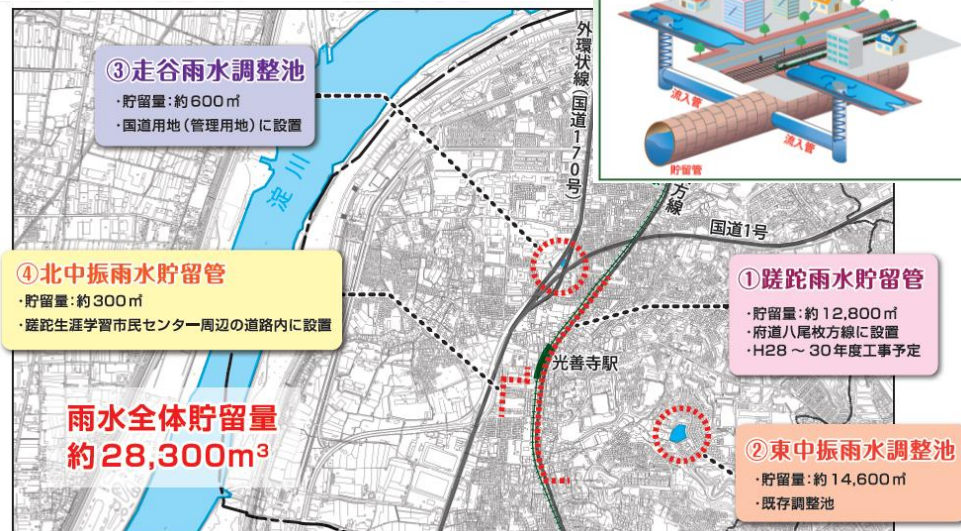 ③走谷雨水調整池
・貯留量：約600㎥
・国道用地（管理用地）に設置
外環状線（国道170号）
流入管
流入管
貯留管
淀川
方線
国道1号
④北中振雨水貯留管
・貯留量：約300㎥
・蹉跎生涯学習市民センター周辺の道路内に設置
①蹉跎雨水貯留管
・貯留量：約12,800㎥
・府道八尾枚方線に設置
・H28～30年度工事予定
光善寺駅
雨水全体貯留量
約28,300m³
②東中振雨水調整池
・貯留量：約14,600㎥
・既存調整池